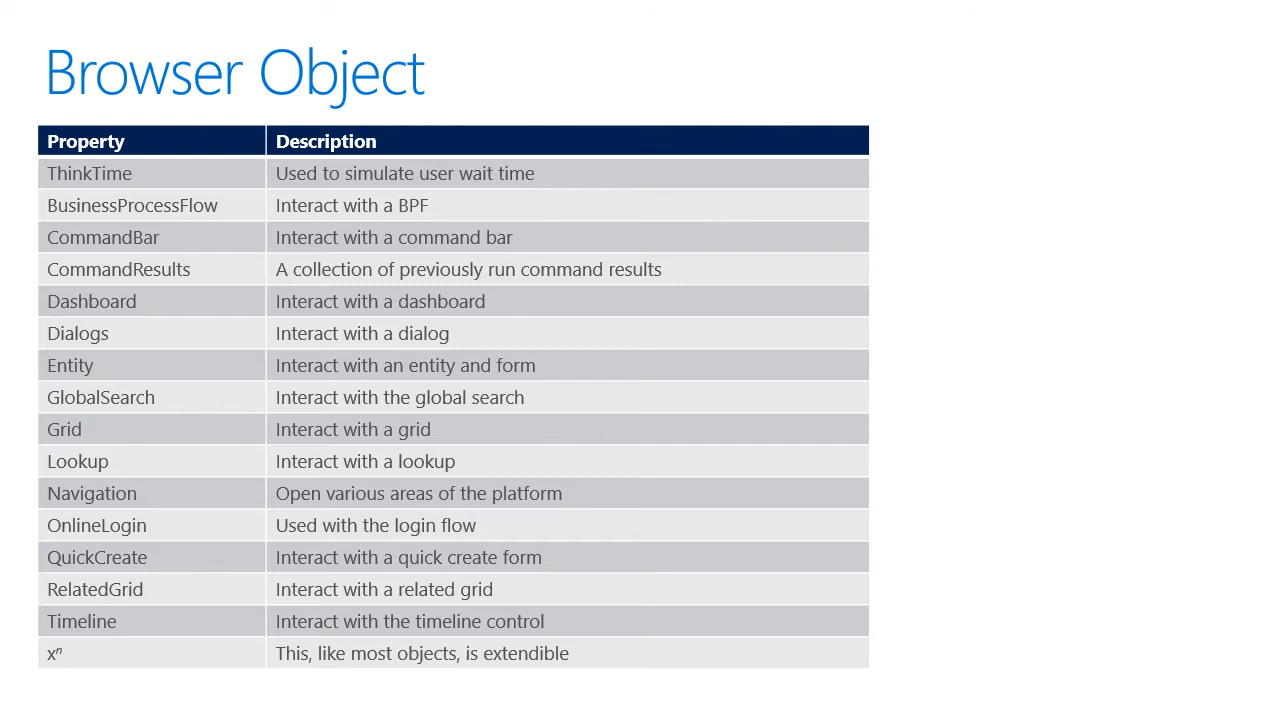 Browser Object
Property Description
ThinkTime Used to simulate user wait time
BusinessProcessFlow Interact with a BPF
CommandBar Interact with a command bar
CommandResults A collection of previously run command results
Dashboard Interact with a dashboard
Dialogs Interact with a dialog
Entity Interact with an entity and form
GlobalSearch Interact with the global search
Grid Interact with a grid
Lookup Interact with a lookup
Navigation Open various areas of the platform
OnlineLogin Used with the login flow
QuickCreate Interact with a quick create form
RelatedGrid Interact with a related grid
Timeline Interact with the timeline control
xⁿ This, like most objects, is extendible